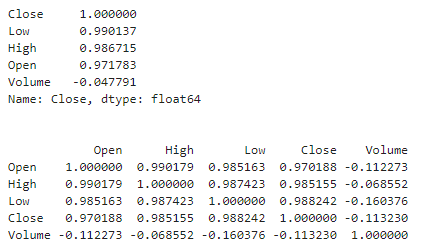 Close     1.000000
Low       0.990137
High      0.986715
Open      0.971783
Volume   -0.047791
Name: Close, dtype: float64
            Open      High       Low     Close    Volume
Open    1.000000  0.990179  0.985163  0.970188 -0.112273
High    0.990179  1.000000  0.987423  0.985155 -0.068552
Low     0.985163  0.987423  1.000000  0.988242 -0.160376
Close   0.970188  0.985155  0.988242  1.000000 -0.113230
Volume -0.112273 -0.068552 -0.160376 -0.113230  1.000000